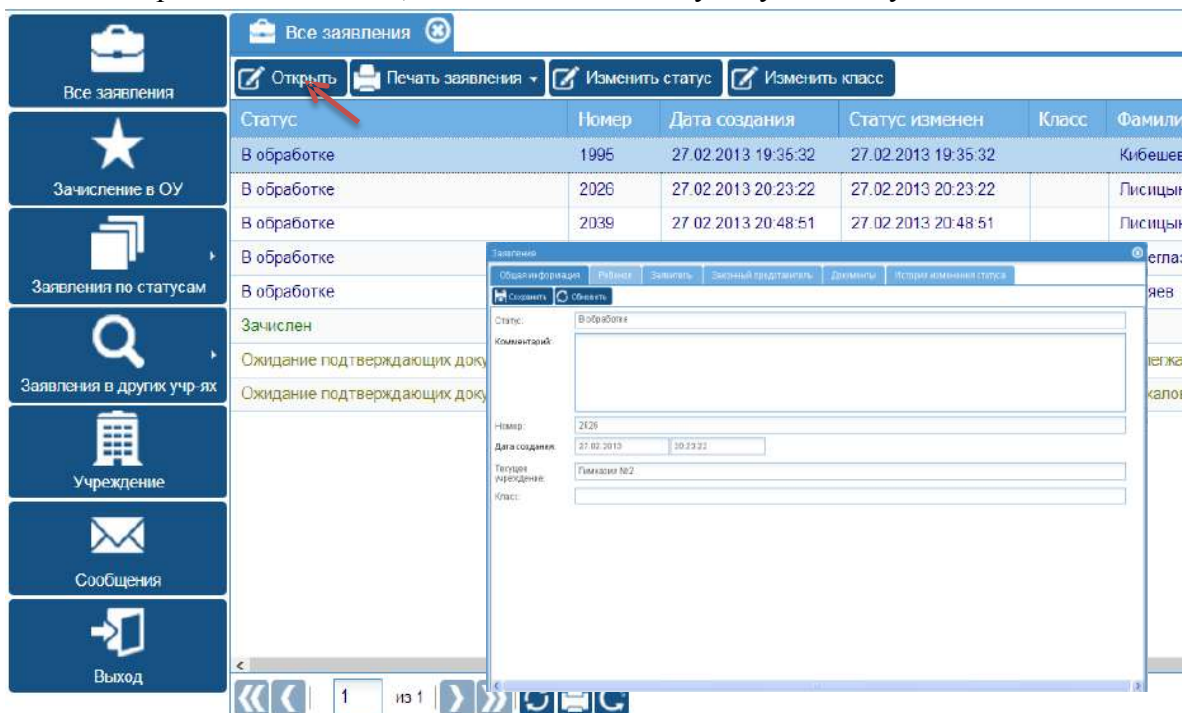 Все заявления
Открыть Печать заявления Изменить статус Изменить класс
Статус Номер Дата создания Статус изменен Класс Фамили
В обработке 1995 27.02.2013 19:35:32 27.02.2013 19:35:32 Кибешев
В обработке 2026 27.02.2013 20:23:22 27.02.2013 20:23:22 Лисицын
В обработке 2039 27.02.2013 20:48:51 27.02.2013 20:48:51 Лисицын
В обработке
В обработке яев
Зачислен
Ожидание подтверждающих доку
Ожидание подтверждающих доку
Все заявления
Зачисление в ОУ
Заявления по статусам
Заявления в других учр-ях
Учреждение
Сообщения
Выход
Заявление
Общая информация Ребенок Заявитель Законный представитель Документы История изменения статуса
Сохранить Обновить
Статус: В обработке
Комментарий:
Номер: 2026
Дата создания: 27.02.2013 20:23:22
Текущее
учреждение: Гимназия №2
Класс:
1 из 1